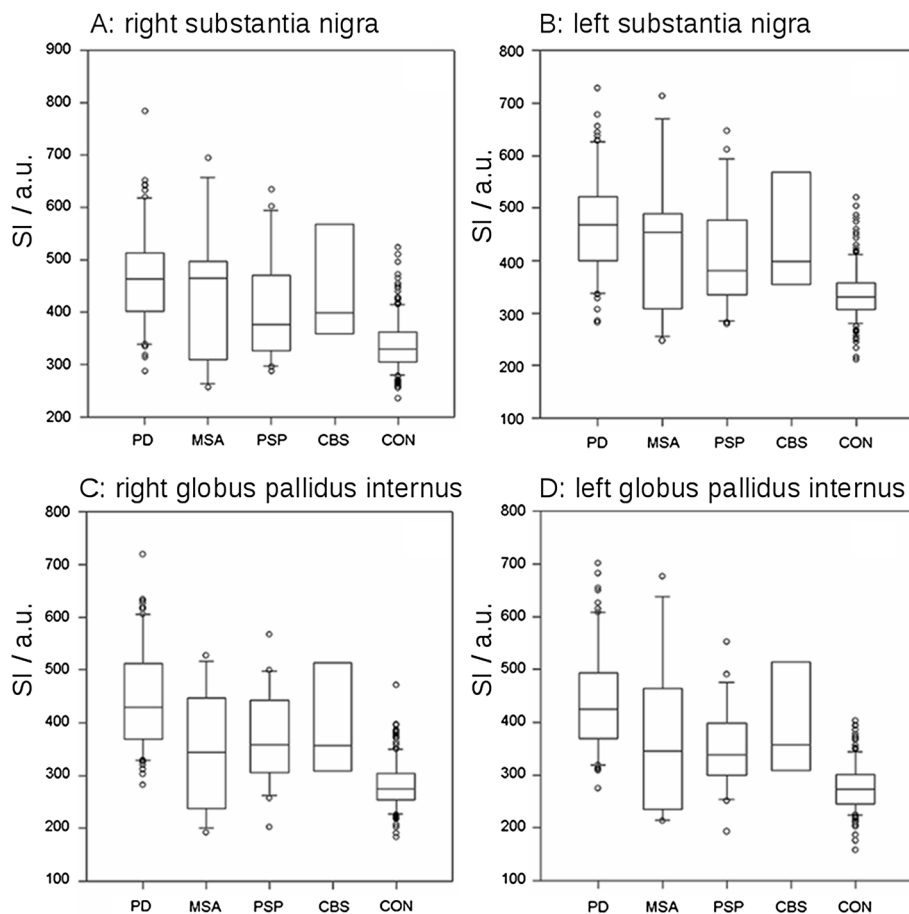 A: right substantia nigra
SI / a.u.
900
800
700
600
500
400
300
200
PD MSA PSP CBS CON
B: left substantia nigra
SI / a.u.
800
700
600
500
400
300
200
100
PD MSA PSP CBS CON
C: right globus pallidus internus
SI / a.u.
800
700
600
500
400
300
200
100
PD MSA PSP CBS CON
D: left globus pallidus internus
SI / a.u.
800
700
600
500
400
300
200
100
PD MSA PSP CBS CON